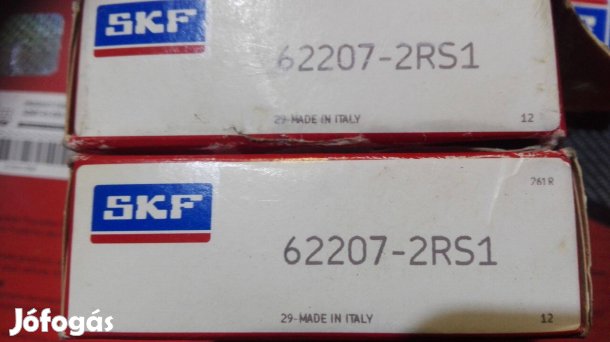 SKF
62207-2RS1
29-MADE IN ITALY
12
761R
SKF
62207-2RS1
29-MADE IN ITALY
12
Jófogás